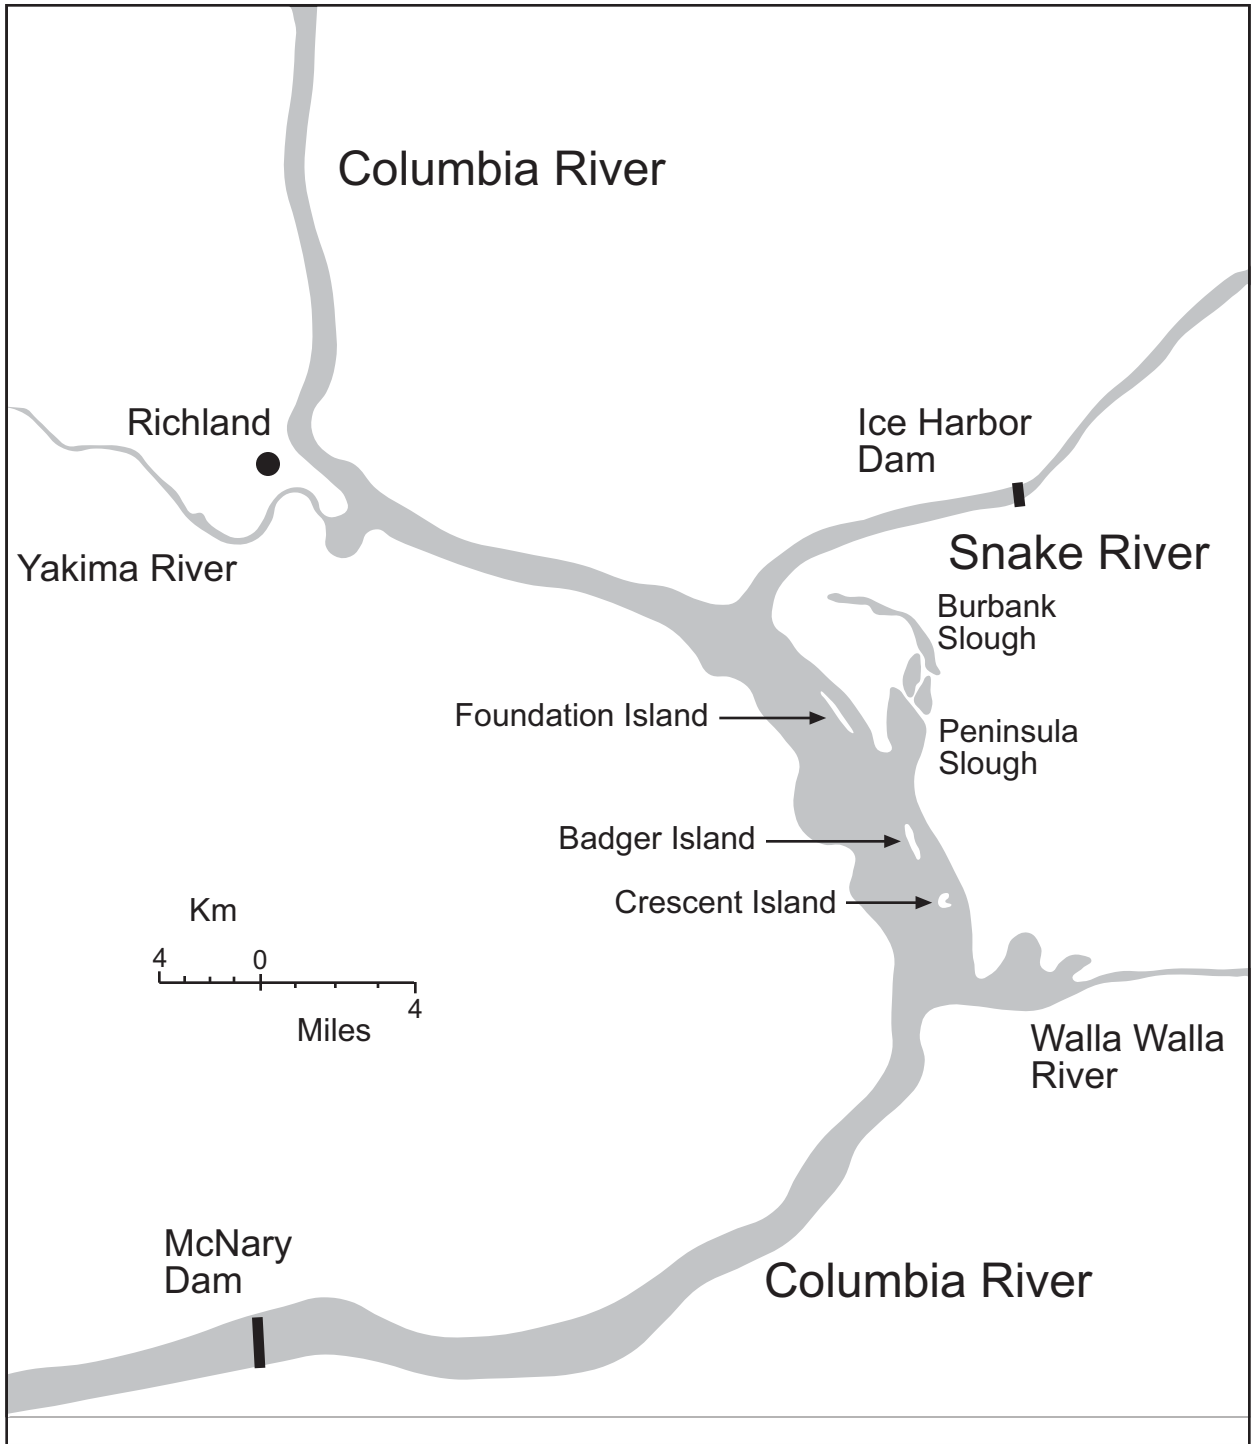 Columbia River
Richland
Ice Harbor
Dam
Snake River
Yakima River
Burbank
Slough
Foundation Island
Peninsula
Slough
Badger Island
Crescent Island
Km
4 0
4
Miles
Walla Walla
River
McNary
Dam
Columbia River